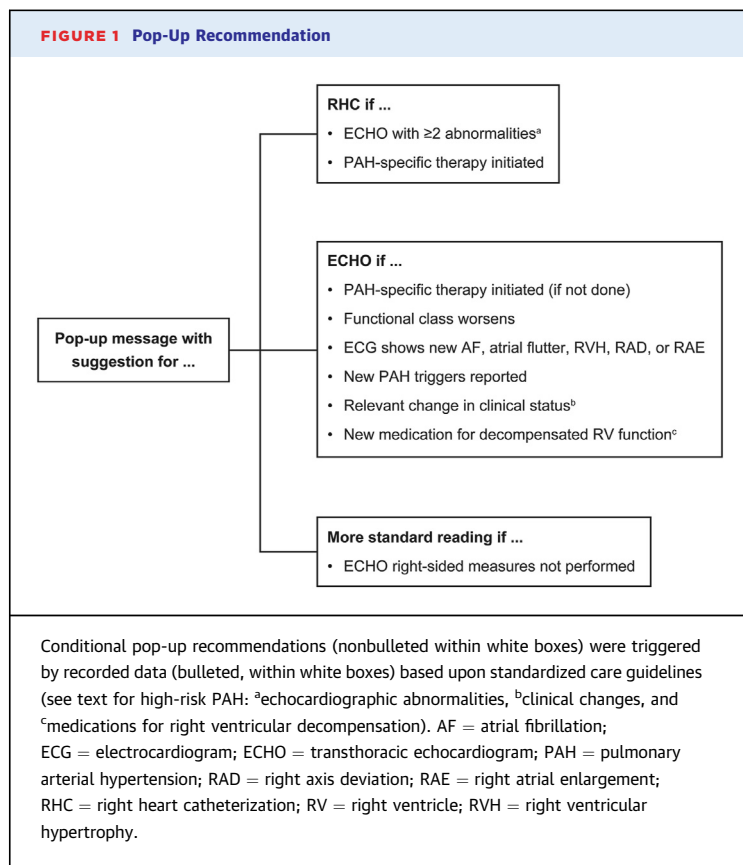 FIGURE 1 Pop-Up Recommendation
RHC if ...
• ECHO with ≥2 abnormalitiesᵃ
• PAH-specific therapy initiated
ECHO if ...
• PAH-specific therapy initiated (if not done)
• Functional class worsens
• ECG shows new AF, atrial flutter, RVH, RAD, or RAE
• New PAH triggers reported
• Relevant change in clinical statusᵇ
• New medication for decompensated RV functionᶜ
Pop-up message with
suggestion for ...
More standard reading if ...
• ECHO right-sided measures not performed
Conditional pop-up recommendations (nonbulleted within white boxes) were triggered
by recorded data (bulleted, within white boxes) based upon standardized care guidelines
(see text for high-risk PAH: ᵃechocardiographic abnormalities, ᵇclinical changes, and
ᶜmedications for right ventricular decompensation). AF = atrial fibrillation;
ECG = electrocardiogram; ECHO = transthoracic echocardiogram; PAH = pulmonary
arterial hypertension; RAD = right axis deviation; RAE = right atrial enlargement;
RHC = right heart catheterization; RV = right ventricle; RVH = right ventricular
hypertrophy.